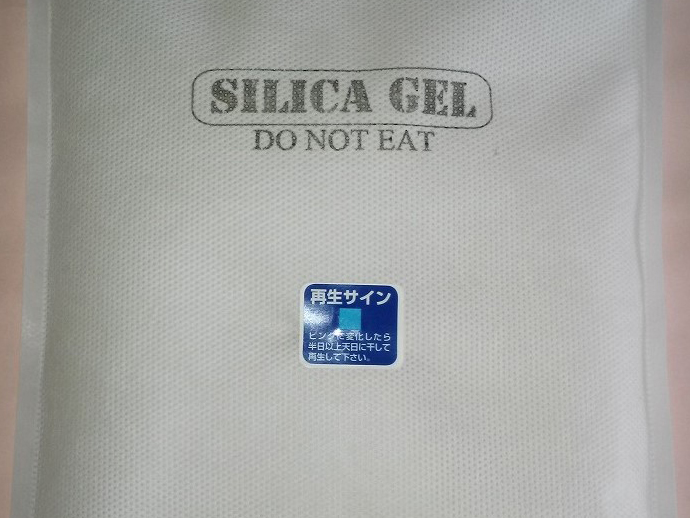 SILICA GEL
DO NOT EAT
再生サイン
ピンクに変化したら
半日以上天日に干して
再生して下さい。